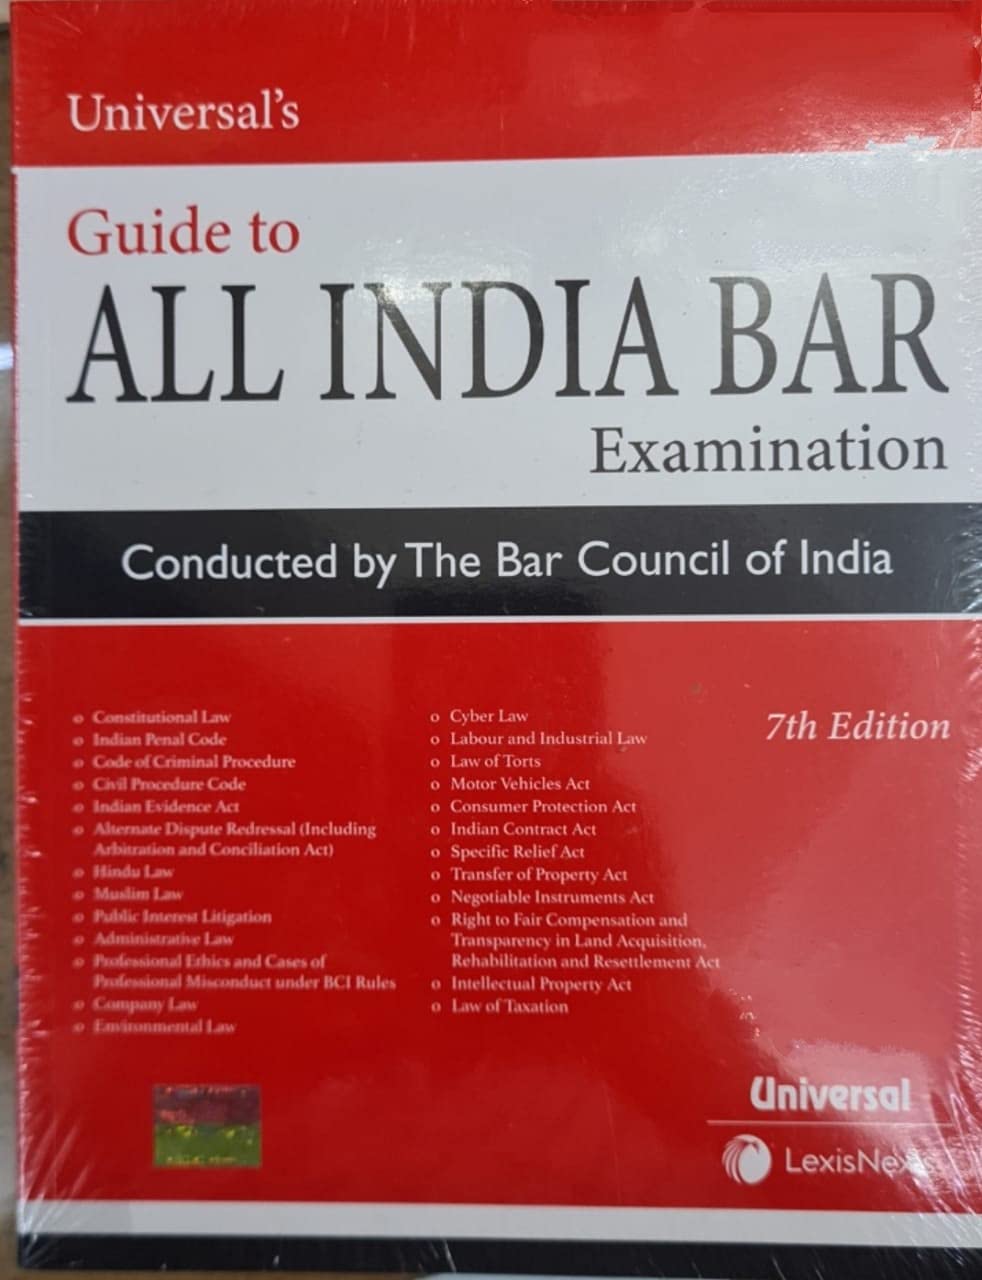 Universal's
Guide to
ALL INDIA BAR
Examination
Conducted by The Bar Council of India
o Constitutional Law
o Indian Penal Code
o Code of Criminal Procedure
o Civil Procedure Code
o Indian Evidence Act
o Alternate Dispute Redressal (Including
Arbitration and Conciliation Act)
o Hindu Law
o Muslim Law
o Public Interest Litigation
o Administrative Law
o Professional Ethics and Cases of
Professional Misconduct under BCI Rules
o Company Law
o Environmental Law
o Cyber Law
o Labour and Industrial Law
o Law of Torts
o Motor Vehicles Act
o Consumer Protection Act
o Indian Contract Act
o Specific Relief Act
o Transfer of Property Act
o Negotiable Instruments Act
o Right to Fair Compensation and
Transparency in Land Acquisition,
Rehabilitation and Resettlement Act
o Intellectual Property Act
o Law of Taxation
7th Edition
Universal
LexisNexis